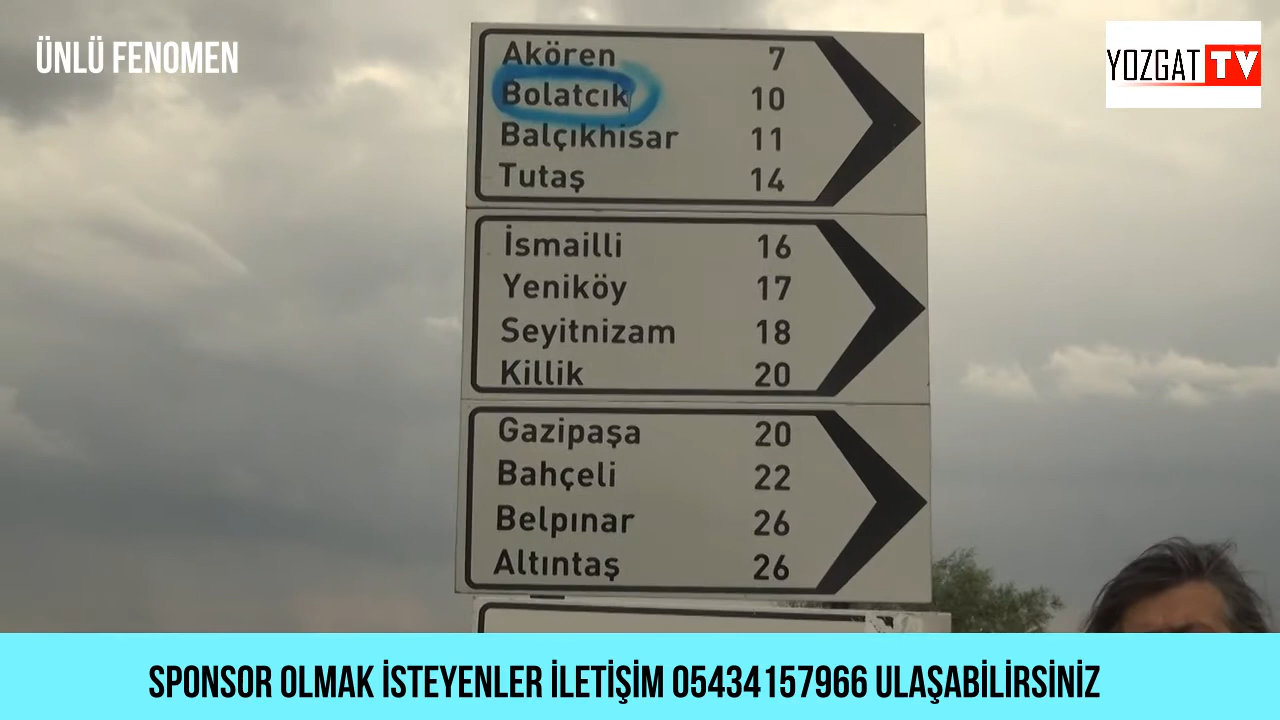 ÜNLÜ FENOMEN
YOZGAT TV
Akören 7
Bolatcık 10
Balçıkhisar 11
Tutaş 14
İsmailli 16
Yeniköy 17
Seyitnizam 18
Killik 20
Gazipaşa 20
Bahçeli 22
Belpınar 26
Altıntaş 26
SPONSOR OLMAK İSTEYENLER İLETİŞİM 05434157966 ULAŞABİLİRSİNİZ